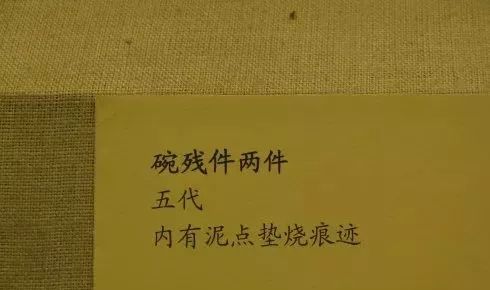 碗残件两件
五代
内有泥点垫烧痕迹